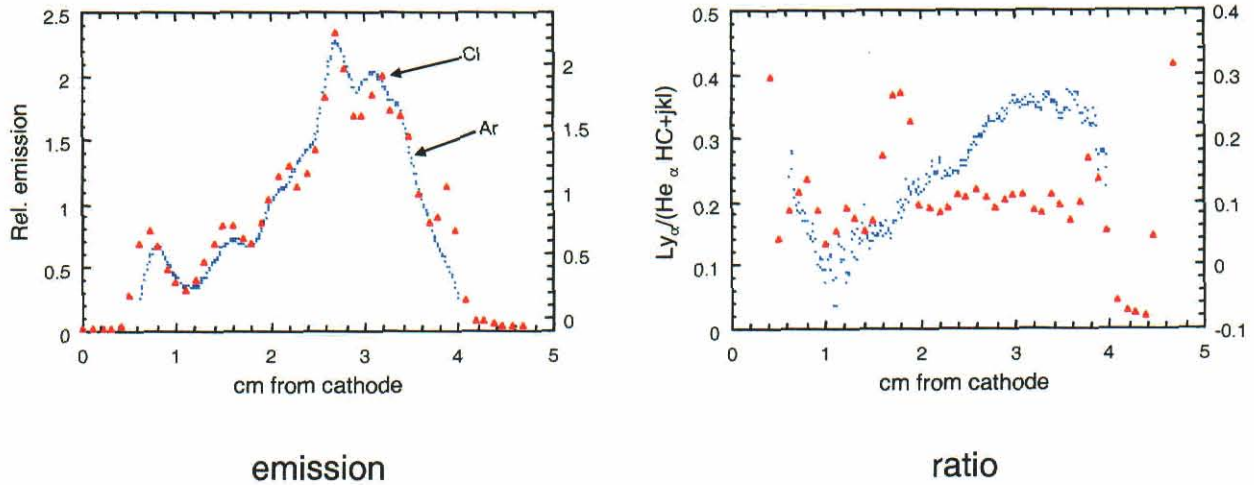 2.5
2
1.5
1
0.5
0
2
1.5
1
0.5
0
Rel. emission
Cl
Ar
0 1 2 3 4 5
cm from cathode
emission
0.5
0.4
0.3
0.2
0.1
0
0.4
0.3
0.2
0.1
0
-0.1
Lyα/(Heα HC+jkl)
0 1 2 3 4 5
cm from cathode
ratio